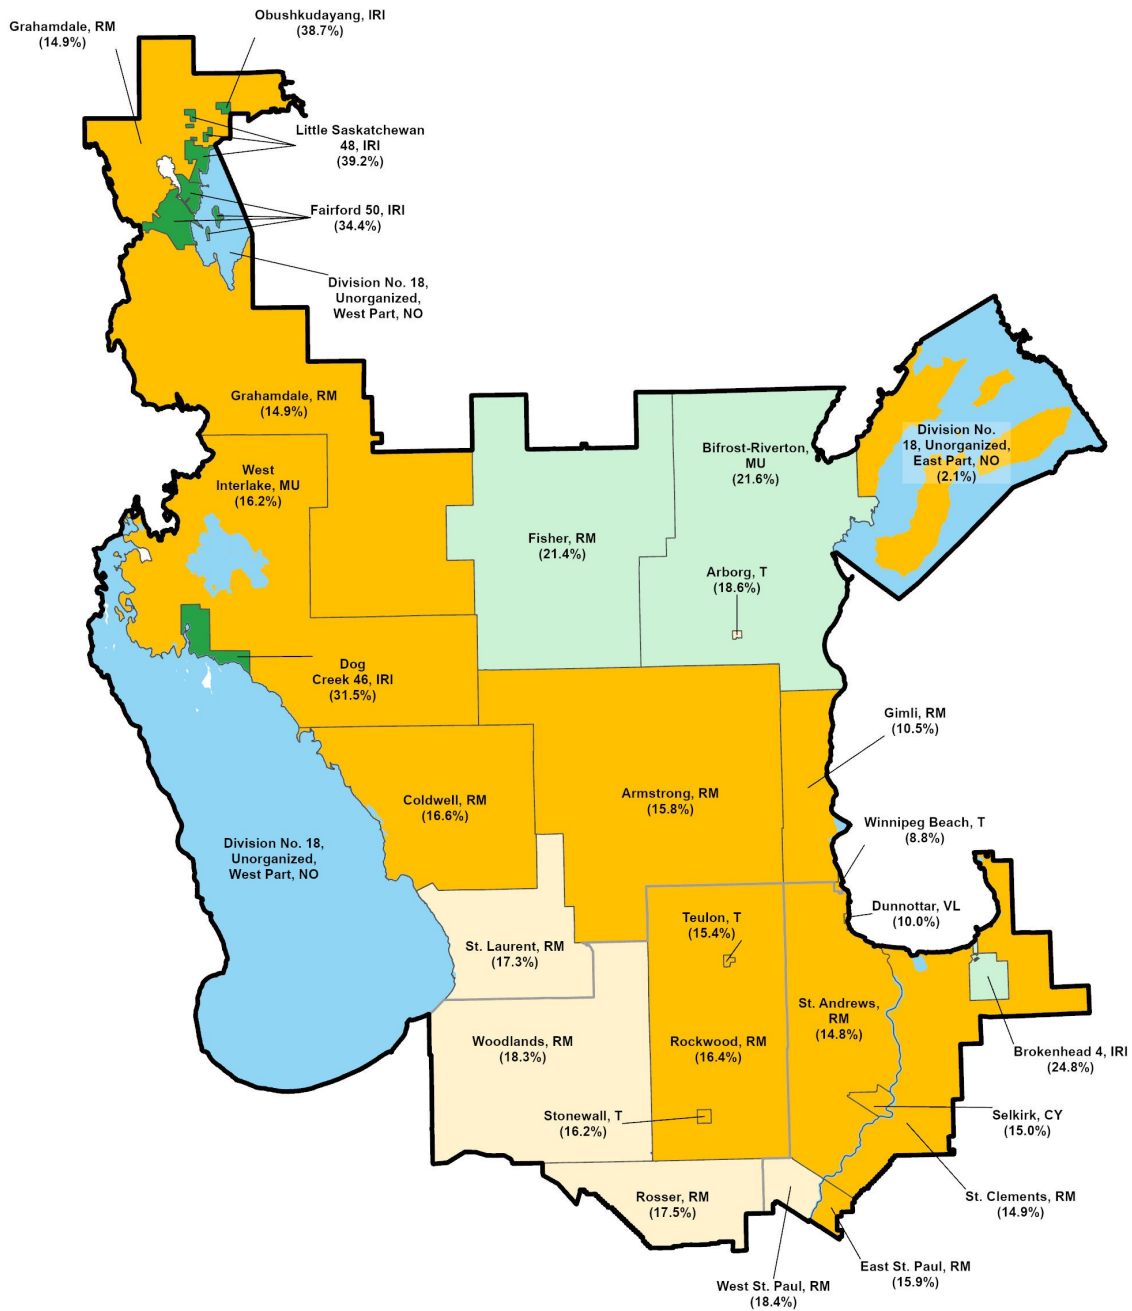 Grahamdale, RM
(14.9%)
Obushkudayang, IRI
(38.7%)
Little Saskatchewan
48, IRI
(39.2%)
Fairford 50, IRI
(34.4%)
Division No. 18,
Unorganized,
West Part, NO
Grahamdale, RM
(14.9%)
West
Interlake, MU
(16.2%)
Bifrost-Riverton,
MU
(21.6%)
Division No.
18, Unorganized,
East Part, NO
(2.1%)
Fisher, RM
(21.4%)
Arborg, T
(18.6%)
Dog
Creek 46, IRI
(31.5%)
Gimli, RM
(10.5%)
Coldwell, RM
(16.6%)
Armstrong, RM
(15.8%)
Winnipeg Beach, T
(8.8%)
Division No. 18,
Unorganized,
West Part, NO
Dunnottar, VL
(10.0%)
Teulon, T
(15.4%)
St. Laurent, RM
(17.3%)
St. Andrews,
RM
(14.8%)
Woodlands, RM
(18.3%)
Rockwood, RM
(16.4%)
Brokenhead 4, IRI
(24.8%)
Stonewall, T
(16.2%)
Selkirk, CY
(15.0%)
Rosser, RM
(17.5%)
St. Clements, RM
(14.9%)
East St. Paul, RM
(15.9%)
West St. Paul, RM
(18.4%)